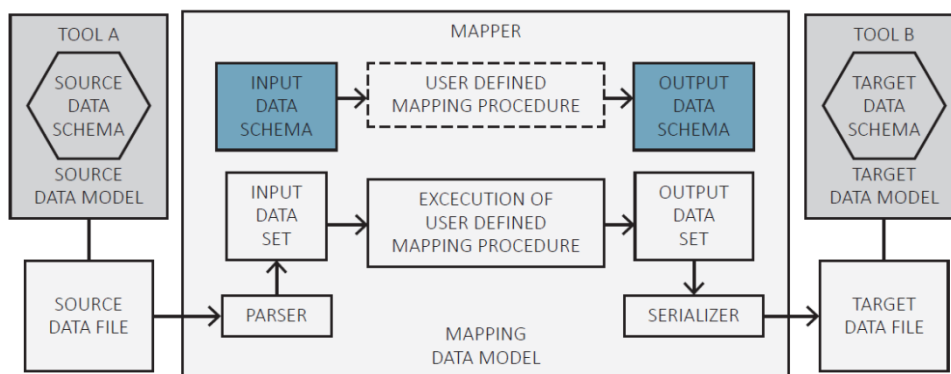 TOOL A
SOURCE
DATA
SCHEMA
SOURCE
DATA MODEL
SOURCE
DATA FILE
MAPPER
INPUT
DATA
SCHEMA
USER DEFINED
MAPPING PROCEDURE
OUTPUT
DATA
SCHEMA
INPUT
DATA
SET
EXCECUTION OF
USER DEFINED
MAPPING PROCEDURE
OUTPUT
DATA
SET
PARSER
SERIALIZER
MAPPING
DATA MODEL
TOOL B
TARGET
DATA
SCHEMA
TARGET
DATA MODEL
TARGET
DATA FILE